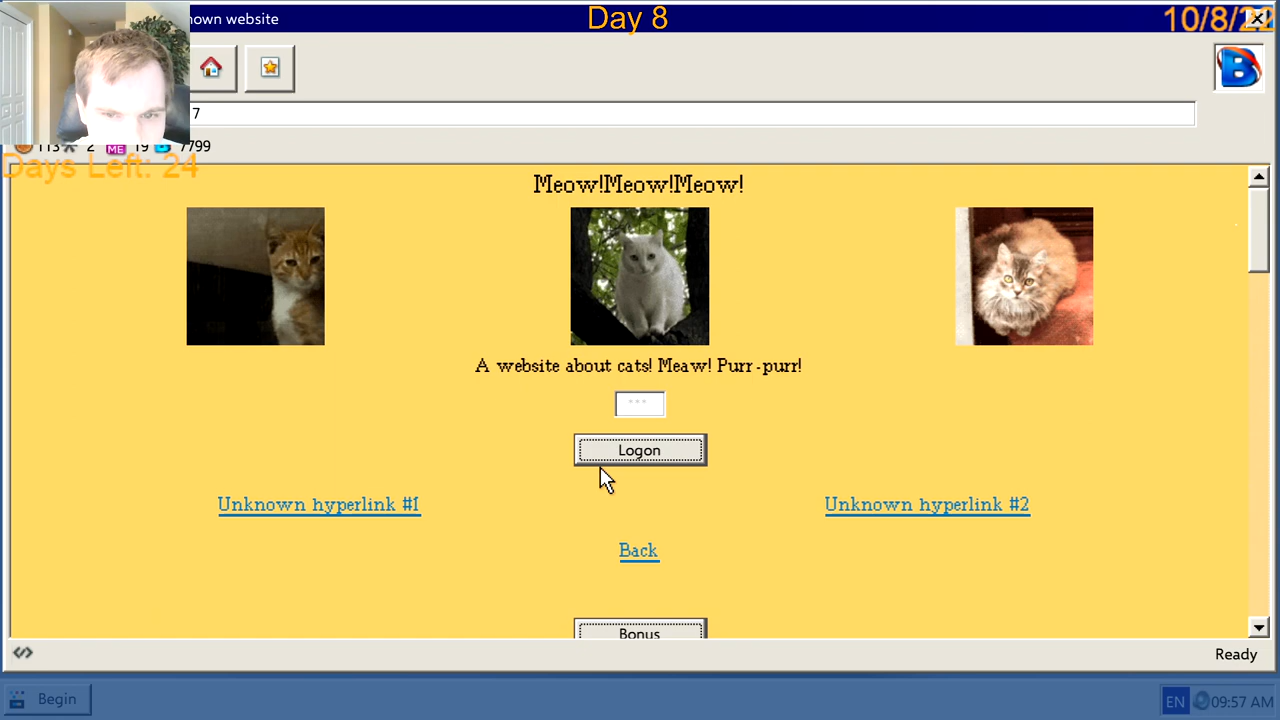 nown website
Day 8
10/8/22
7
113 2 ME 19 7799
Days Left: 24
Meow!Meow!Meow!
A website about cats! Meaw! Purr-purr!
***
Logon
Unknown hyperlink #1
Unknown hyperlink #2
Back
Bonus
Ready
Begin
EN 09:57 AM